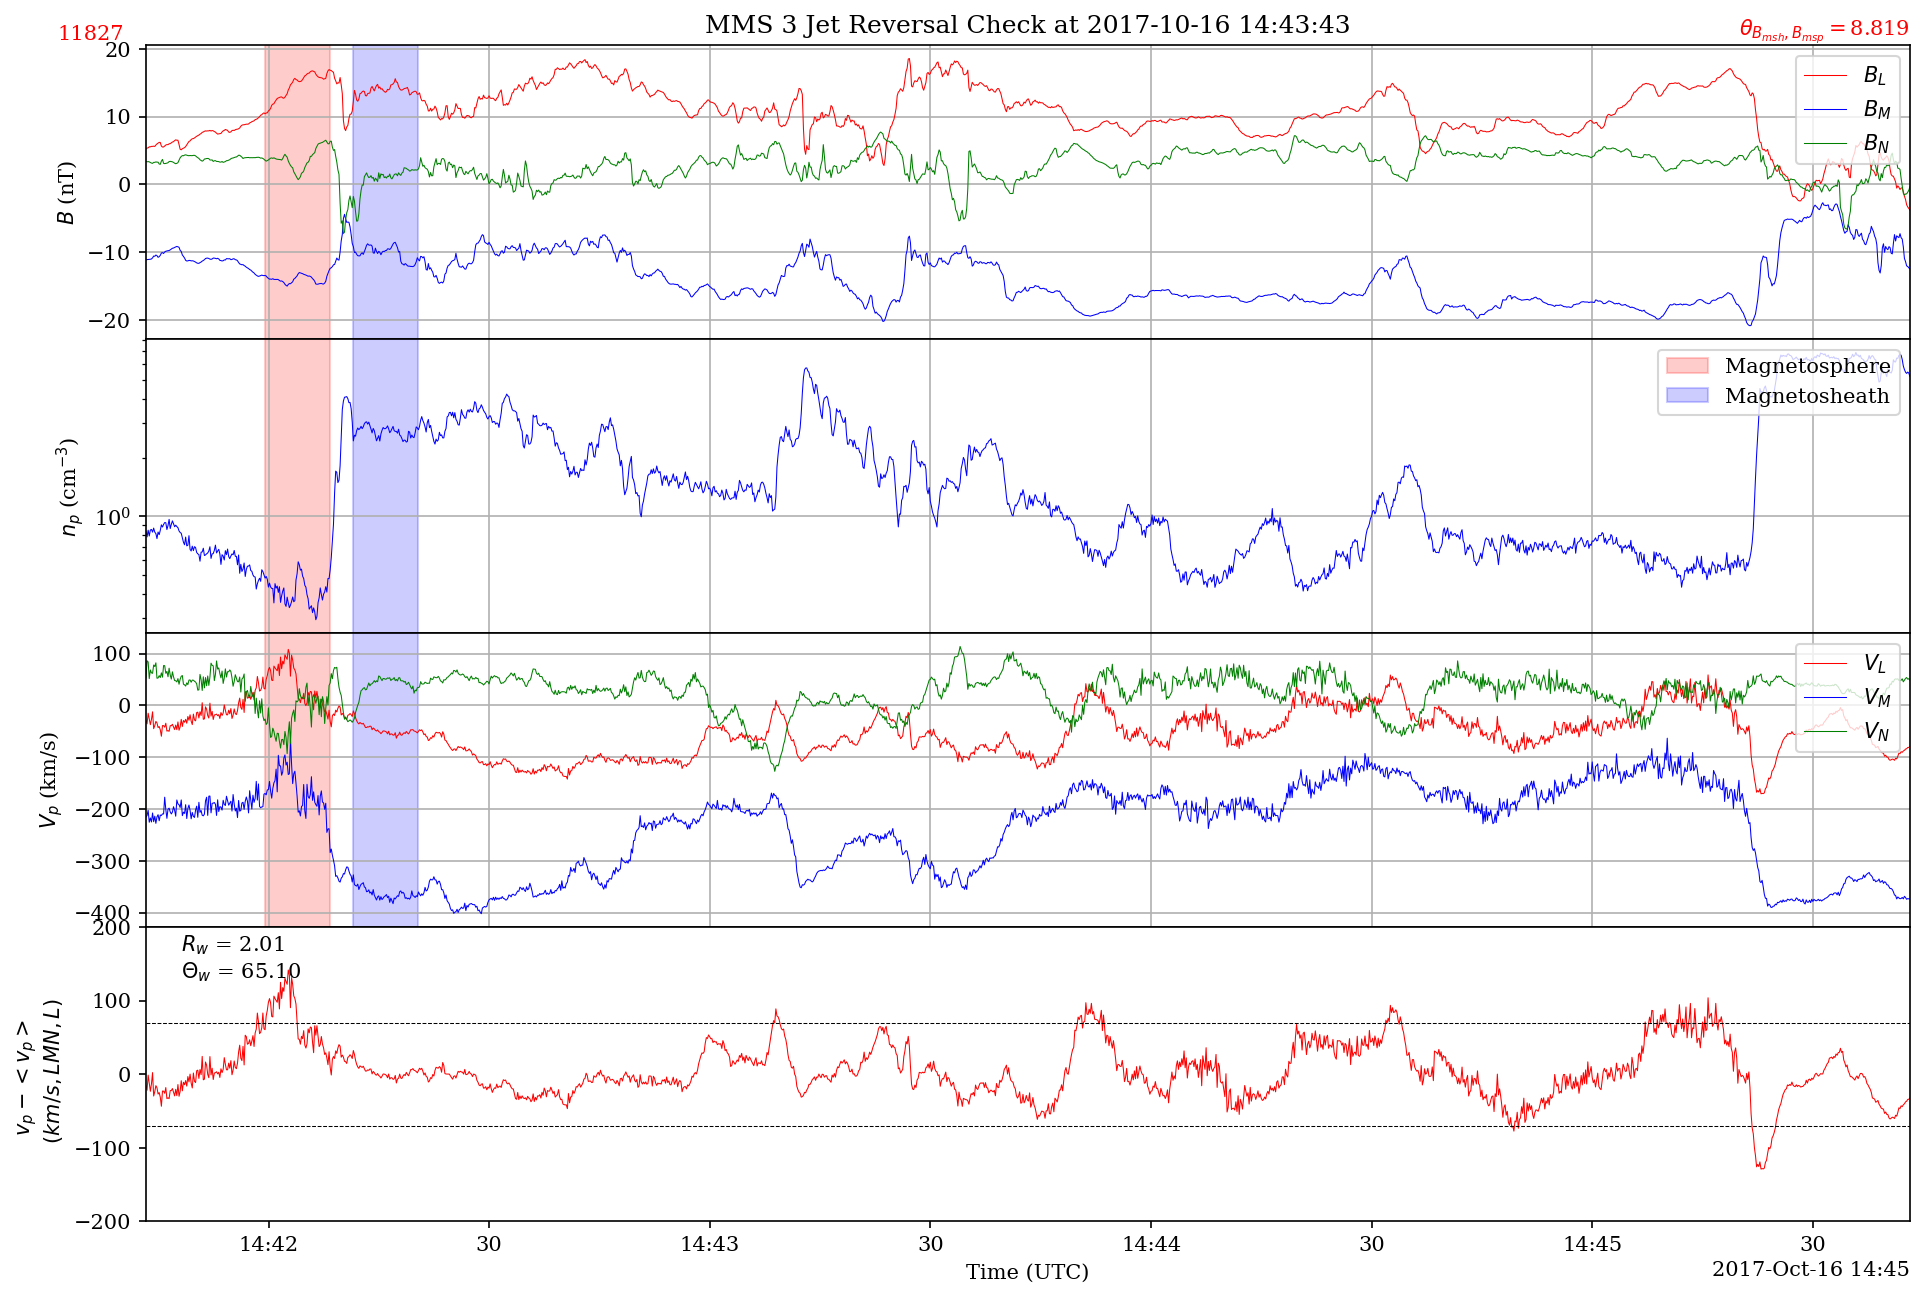 11827
MMS 3 Jet Reversal Check at 2017-10-16 14:43:43
θ_{B_{msh}, B_{msp}} = 8.819
20
10
0
−10
−20
B (nT)
B_L
B_M
B_N
10^0
n_p (cm^{−3})
Magnetosphere
Magnetosheath
100
0
−100
−200
−300
−400
V_p (km/s)
V_L
V_M
V_N
200
100
0
−100
−200
v_p − < v_p >
(km/s, LMN, L)
R_w = 2.01
Θ_w = 65.10
14:42
30
14:43
30
14:44
30
14:45
30
Time (UTC)
2017-Oct-16 14:45